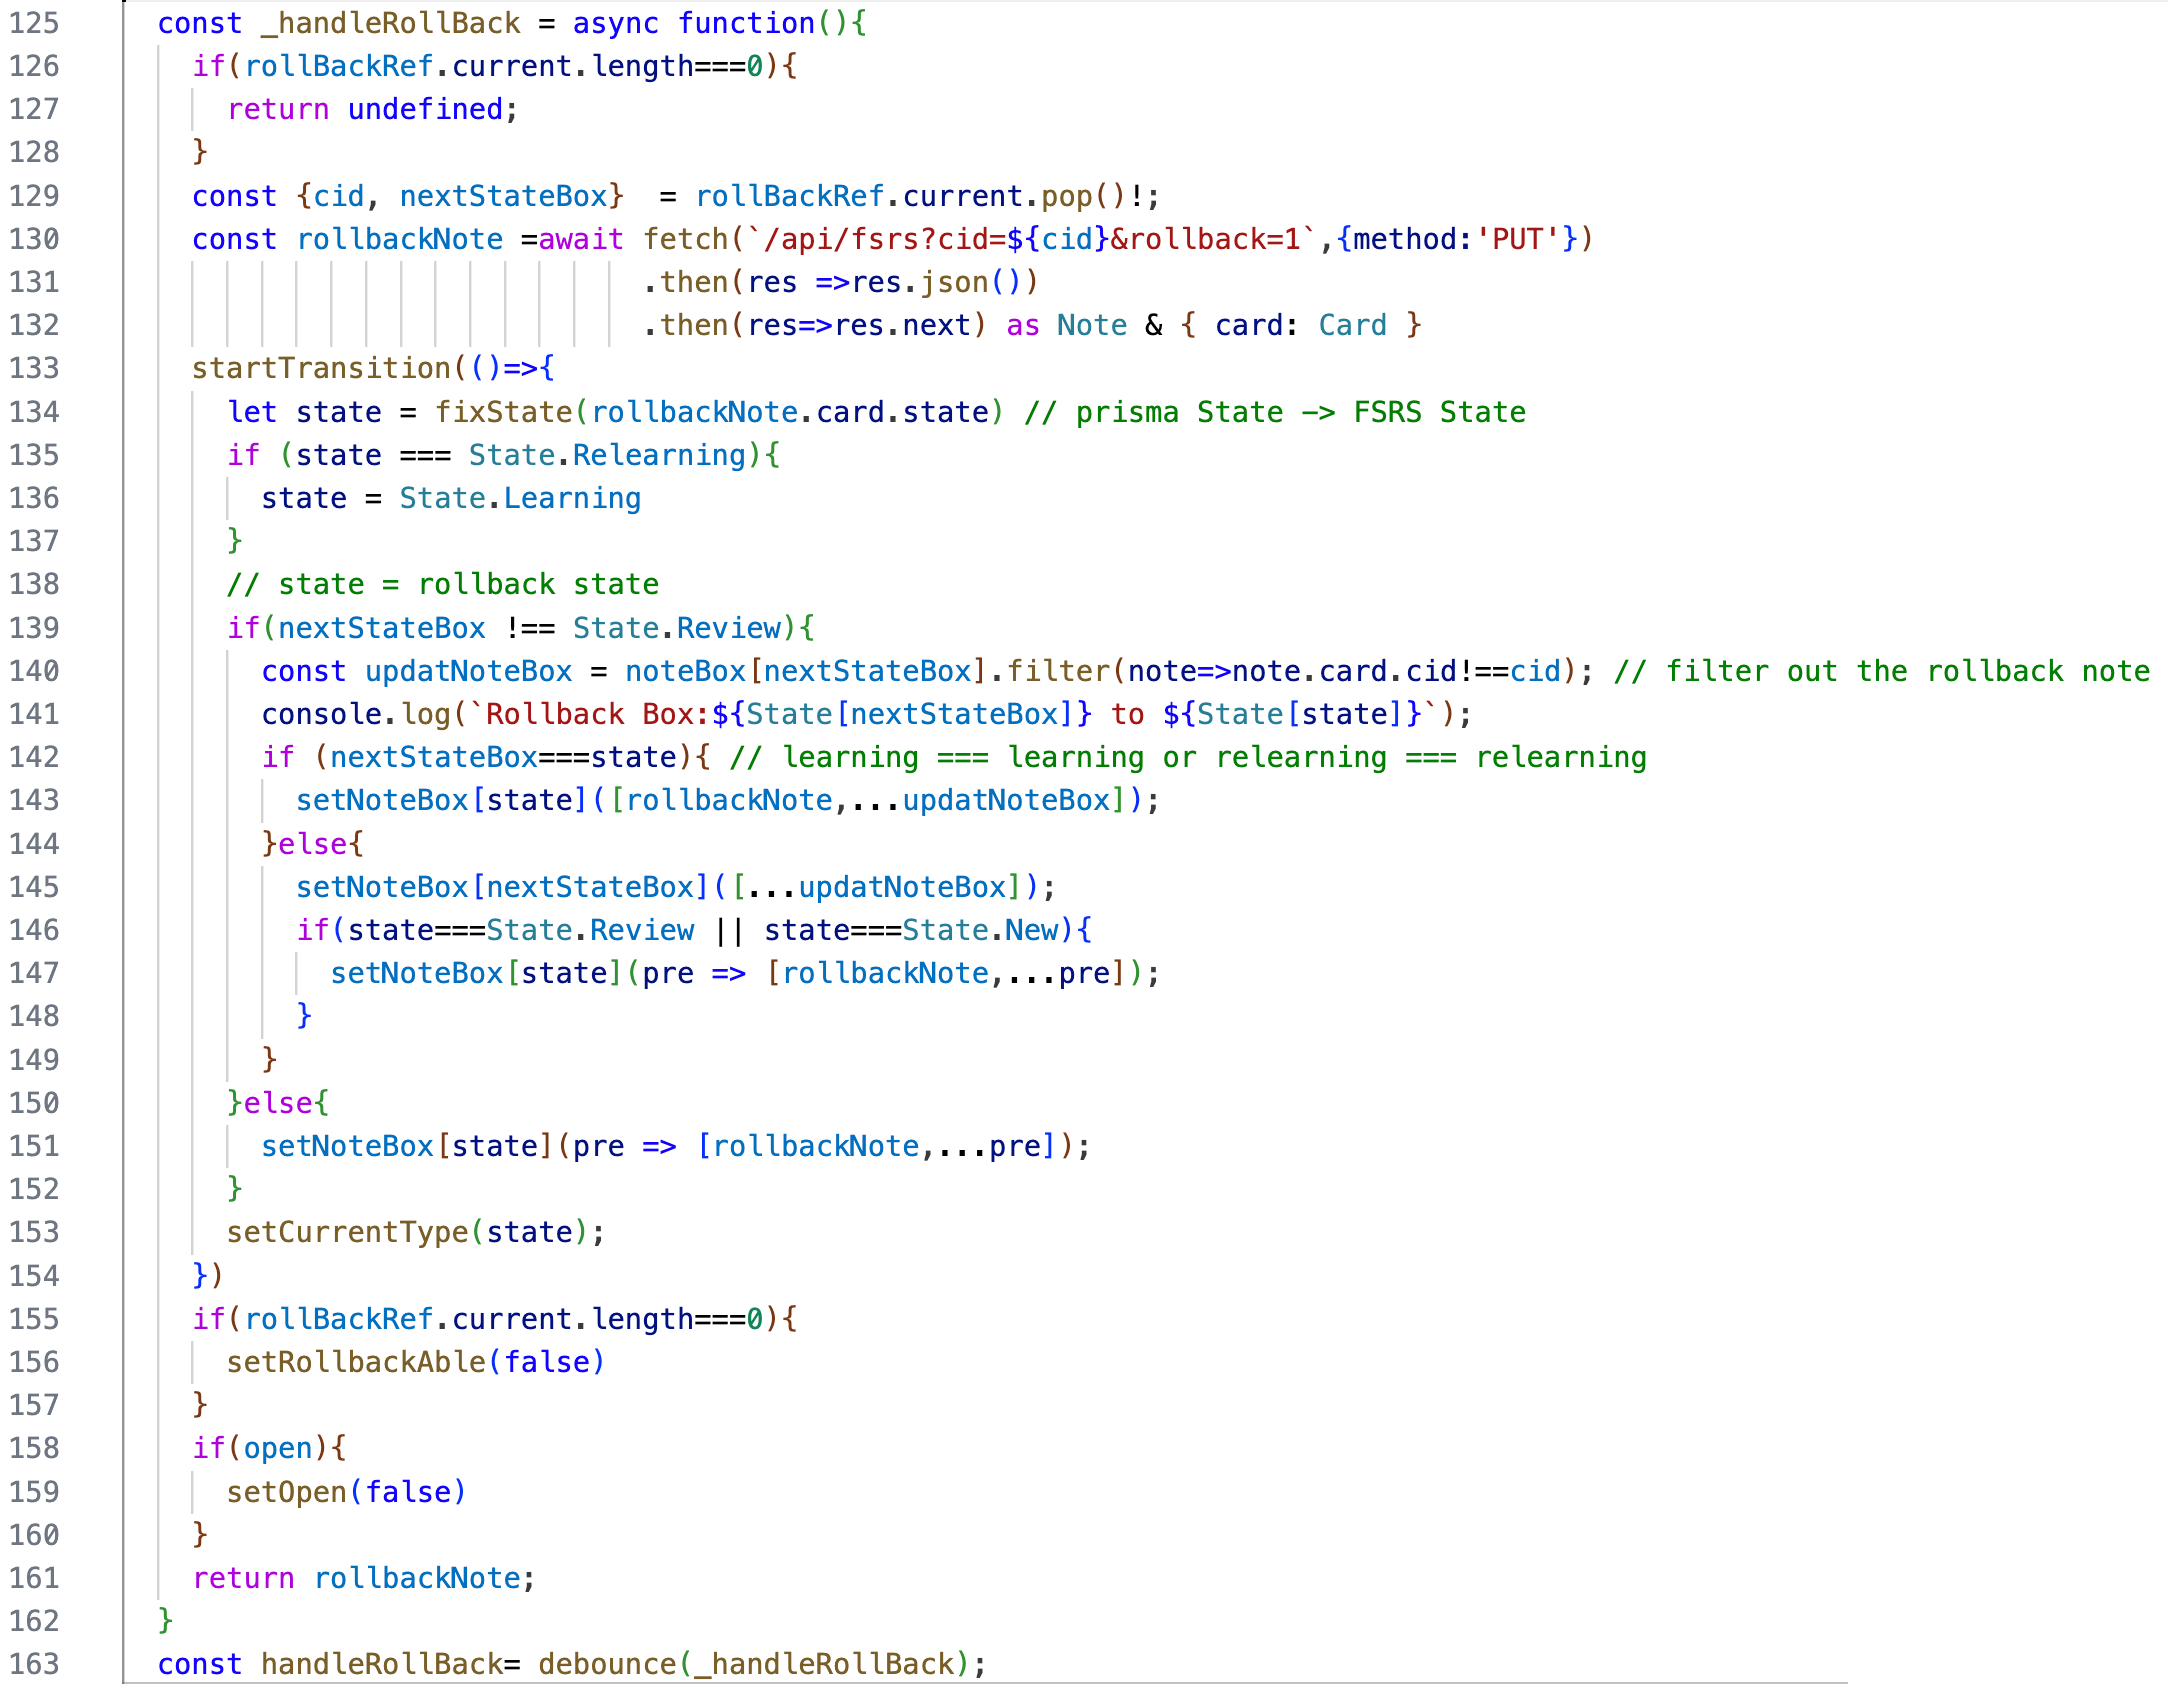 125 const _handleRollBack = async function(){
126 if(rollBackRef.current.length===0){
127 return undefined;
128 }
129 const {cid, nextStateBox}  = rollBackRef.current.pop()!;
130 const rollbackNote =await fetch(`/api/fsrs?cid=${cid}&rollback=1`,{method:'PUT'})
131 .then(res =>res.json())
132 .then(res=>res.next) as Note & { card: Card }
133 startTransition(()=>{
134 let state = fixState(rollbackNote.card.state) // prisma State -> FSRS State
135 if (state === State.Relearning){
136 state = State.Learning
137 }
138 // state = rollback state
139 if(nextStateBox !== State.Review){
140 const updatNoteBox = noteBox[nextStateBox].filter(note=>note.card.cid!==cid); // filter out the rollback note
141 console.log(`Rollback Box:${State[nextStateBox]} to ${State[state]}`);
142 if (nextStateBox===state){ // learning === learning or relearning === relearning
143 setNoteBox[state]([rollbackNote,...updatNoteBox]);
144 }else{
145 setNoteBox[nextStateBox]([...updatNoteBox]);
146 if(state===State.Review || state===State.New){
147 setNoteBox[state](pre => [rollbackNote,...pre]);
148 }
149 }
150 }else{
151 setNoteBox[state](pre => [rollbackNote,...pre]);
152 }
153 setCurrentType(state);
154 })
155 if(rollBackRef.current.length===0){
156 setRollbackAble(false)
157 }
158 if(open){
159 setOpen(false)
160 }
161 return rollbackNote;
162 }
163 const handleRollBack= debounce(_handleRollBack);